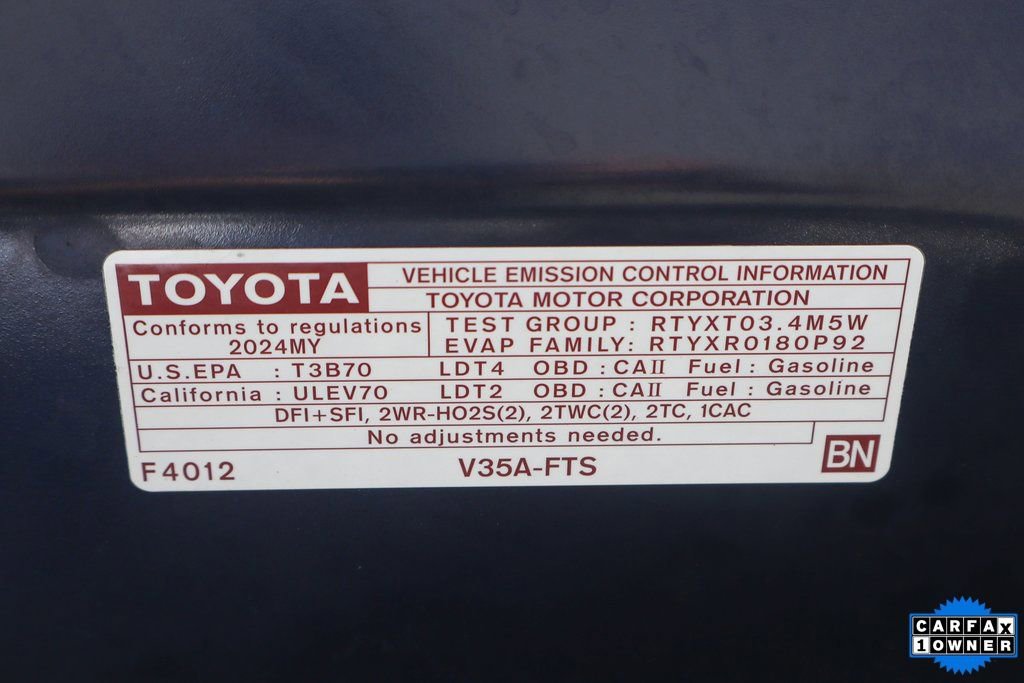 TOYOTA VEHICLE EMISSION CONTROL INFORMATION
TOYOTA MOTOR CORPORATION
Conforms to regulations
2024MY
TEST GROUP : RTYXT03.4M5W
EVAP FAMILY: RTYXR0180P92
U.S.EPA : T3B70 LDT4 OBD : CAII Fuel : Gasoline
California : ULEV70 LDT2 OBD : CAII Fuel : Gasoline
DFI+SFI, 2WR-HO2S(2), 2TWC(2), 2TC, 1CAC
No adjustments needed.
BN
F4012 V35A-FTS
CARFAX
1 OWNER